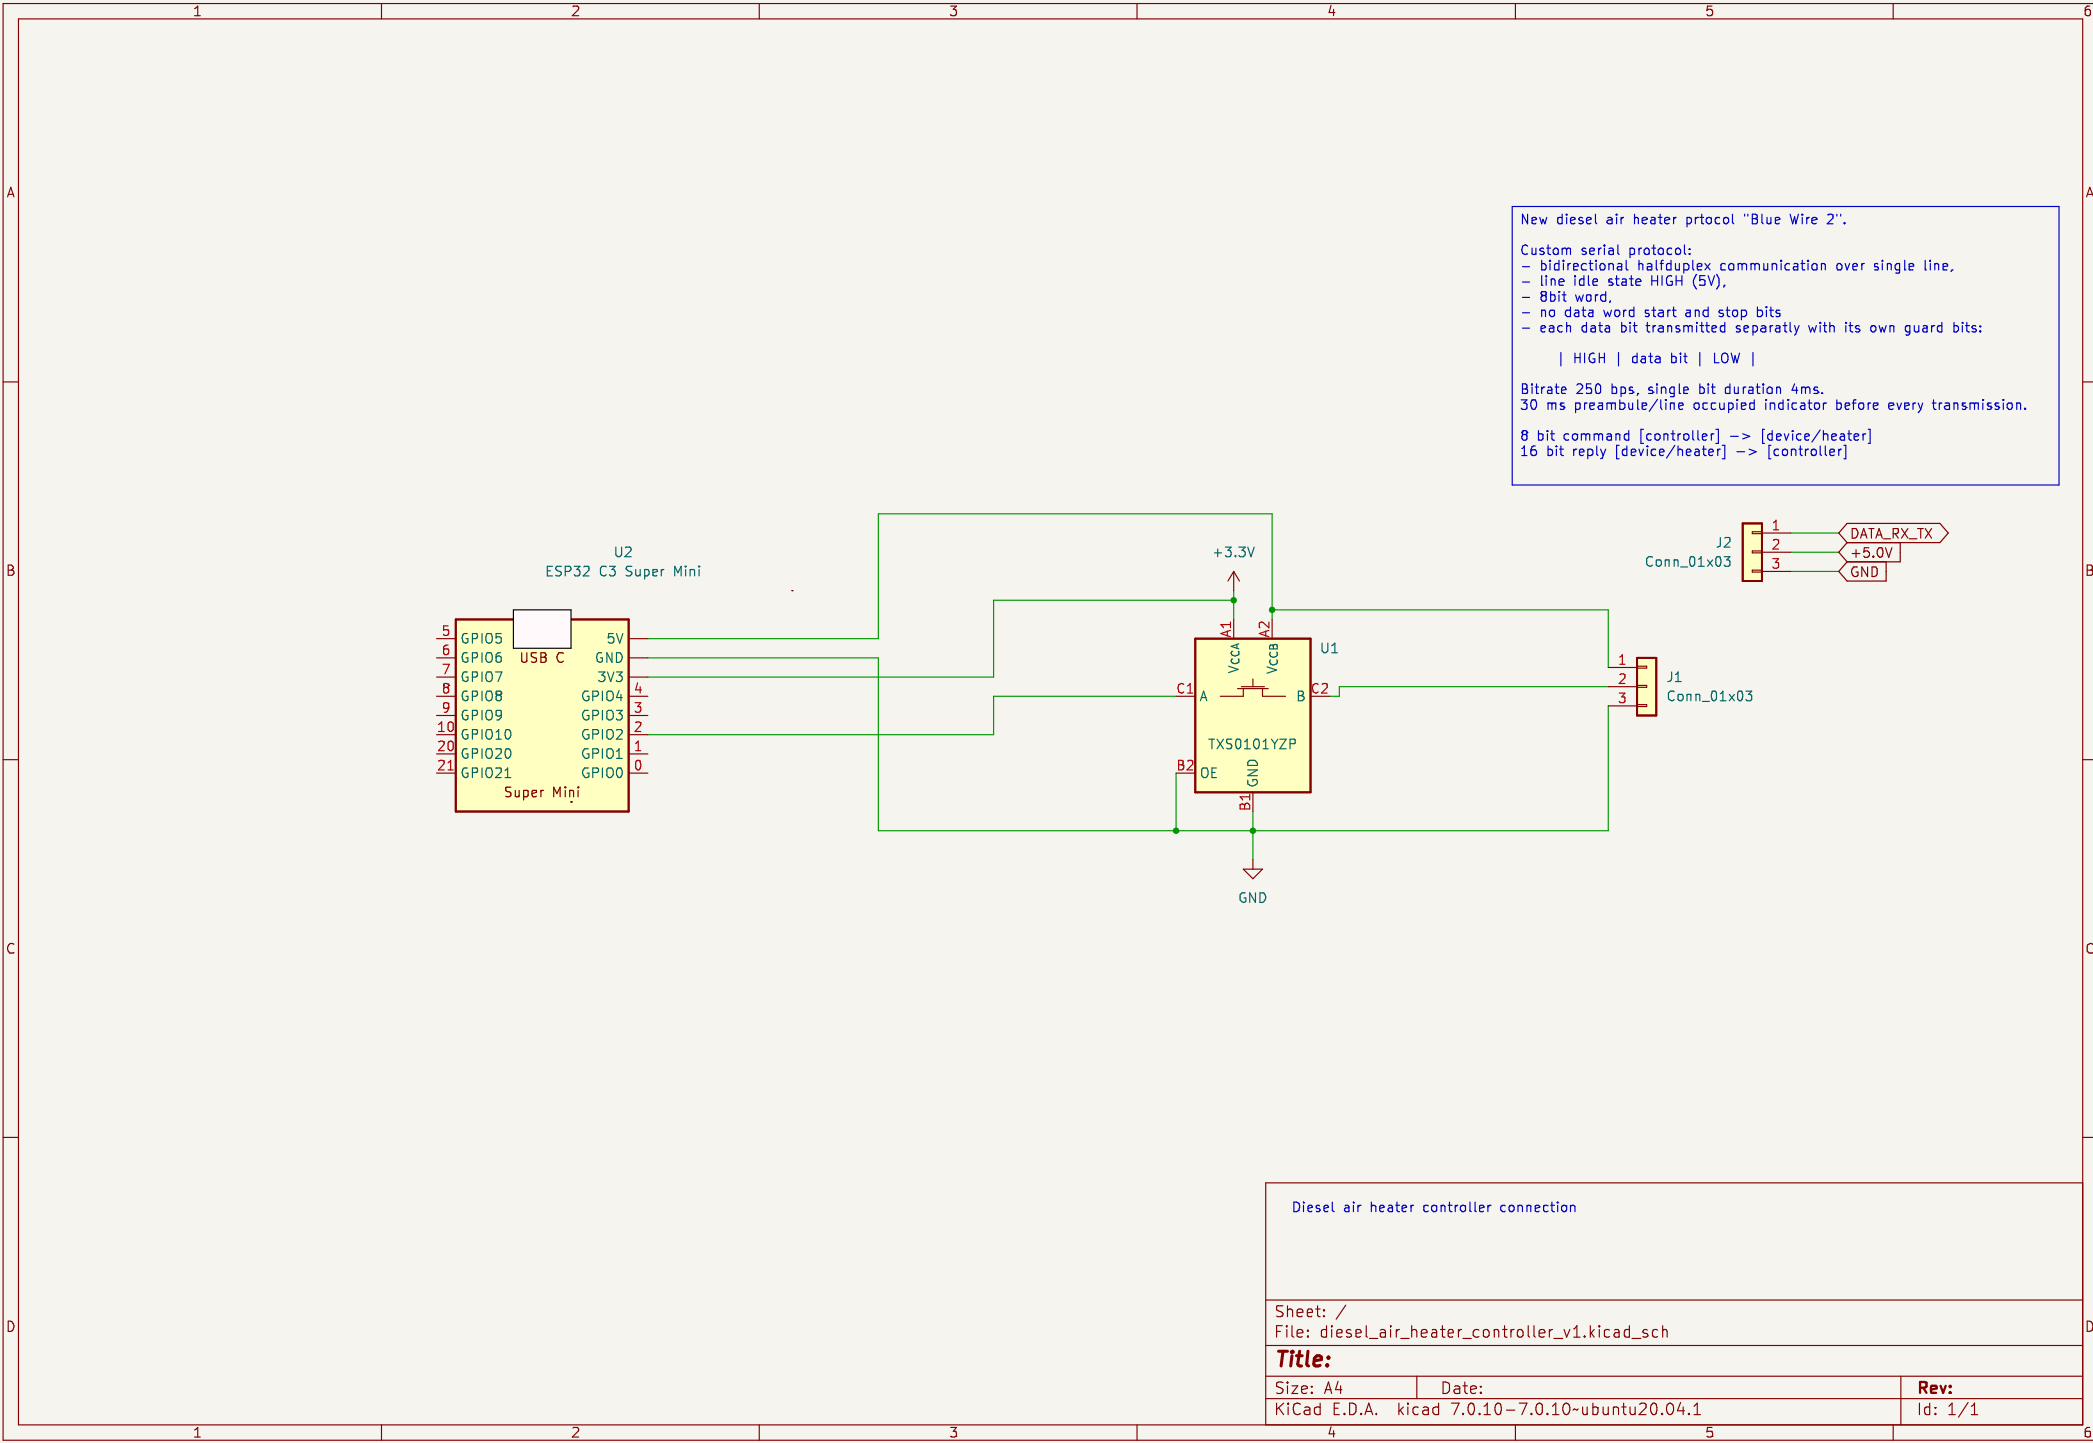 1 2 3 4 5 6
A A
New diesel air heater prtocol "Blue Wire 2".
Custom serial protocol:
- bidirectional halfduplex communication over single line,
- line idle state HIGH (5V),
- 8bit word,
- no data word start and stop bits
- each data bit transmitted separatly with its own guard bits:
| HIGH | data bit | LOW |
Bitrate 250 bps, single bit duration 4ms.
30 ms preambule/line occupied indicator before every transmission.
8 bit command [controller] -> [device/heater]
16 bit reply [device/heater] -> [controller]
B B
U2
ESP32 C3 Super Mini
5 GPIO5
6 GPIO6
7 GPIO7
8 GPIO8
9 GPIO9
10 GPIO10
20 GPIO20
21 GPIO21
USB C
5V
GND
3V3
GPIO4 4
GPIO3 3
GPIO2 2
GPIO1 1
GPIO0 0
Super Mini
+3.3V
A1 A2
VCCA VCCB
U1
C1 A
B C2
TXS0101YZP
B2 OE
GND
B1
GND
J2
Conn_01x03
1 DATA_RX_TX
2 +5.0V
3 GND
1
2
3
J1
Conn_01x03
C C
D D
Diesel air heater controller connection
Sheet: /
File: diesel_air_heater_controller_v1.kicad_sch
Title:
Size: A4 Date: Rev:
KiCad E.D.A. kicad 7.0.10-7.0.10~ubuntu20.04.1 Id: 1/1
1 2 3 4 5 6